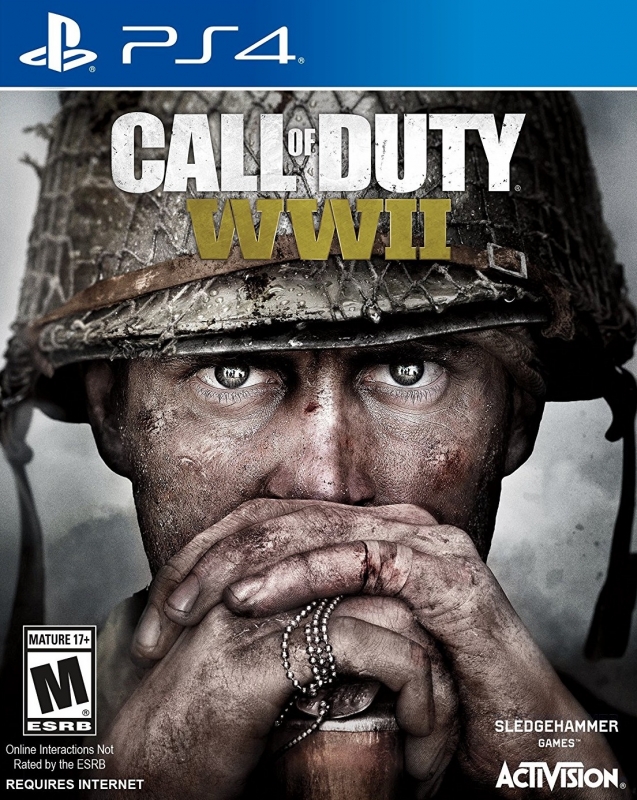 PS4®
CALL OF DUTY®
WWII
MATURE 17+
M®
ESRB
Online Interactions Not
Rated by the ESRB
REQUIRES INTERNET
SLEDGEHAMMER
GAMES™
ACTIVISION®